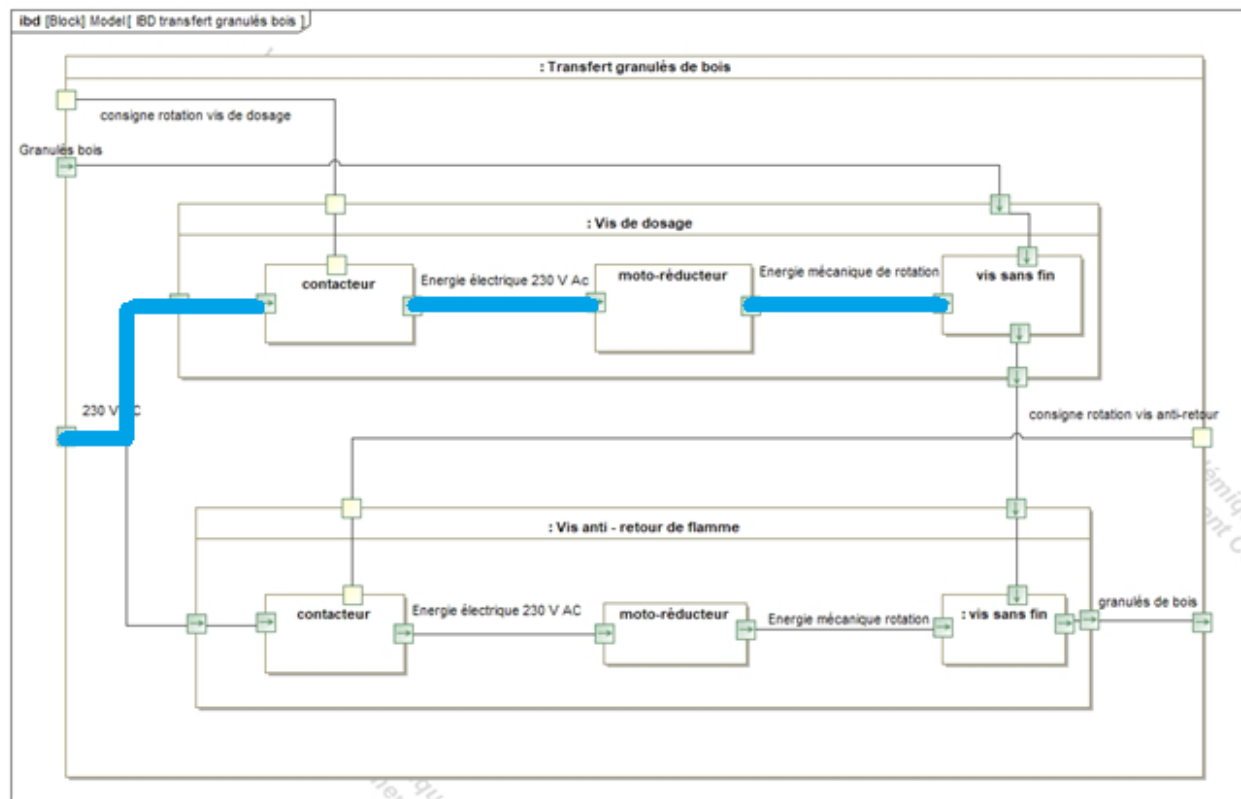 ibd [Block] Model[ IBD transfert granulés bois ]
: Transfert granulés de bois
consigne rotation vis de dosage
Granulés bois
: Vis de dosage
contacteur
Energie électrique 230 V Ac
moto-réducteur
Energie mécanique de rotation
vis sans fin
230 V
consigne rotation vis anti-retour
: Vis anti - retour de flamme
contacteur
Energie électrique 230 V AC
moto-réducteur
Energie mécanique rotation
: vis sans fin
granulés de bois